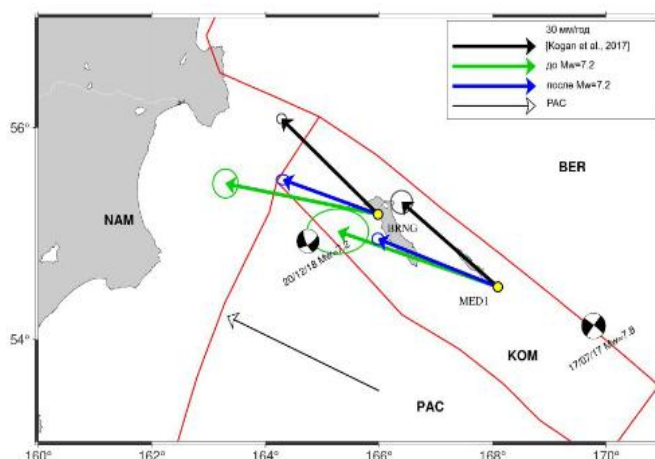 30 мм/год
[Kogan et al., 2017]
до Mw=7.2
после Mw=7.2
PAC
56°
BER
NAM
BRNG
20/12/18 Mw=7.2
MED1
54°
KOM
17/07/17 Mw=7.8
PAC
160° 162° 164° 166° 168° 170°